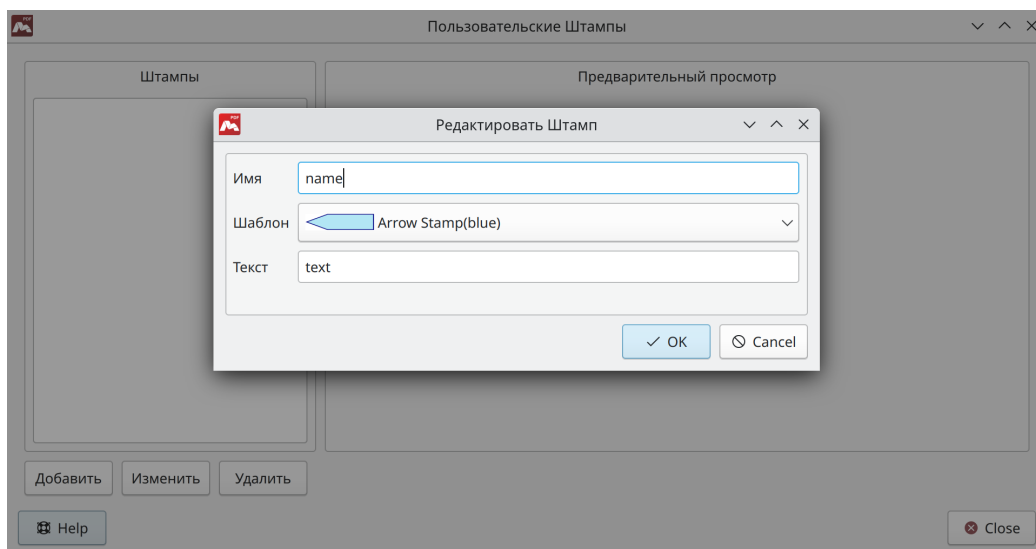 Пользовательские Штампы
Штампы
Предварительный просмотр
PDF
Редактировать Штамп
Имя
name
Шаблон
Arrow Stamp(blue)
Текст
text
OK
Cancel
Добавить
Изменить
Удалить
Help
Close